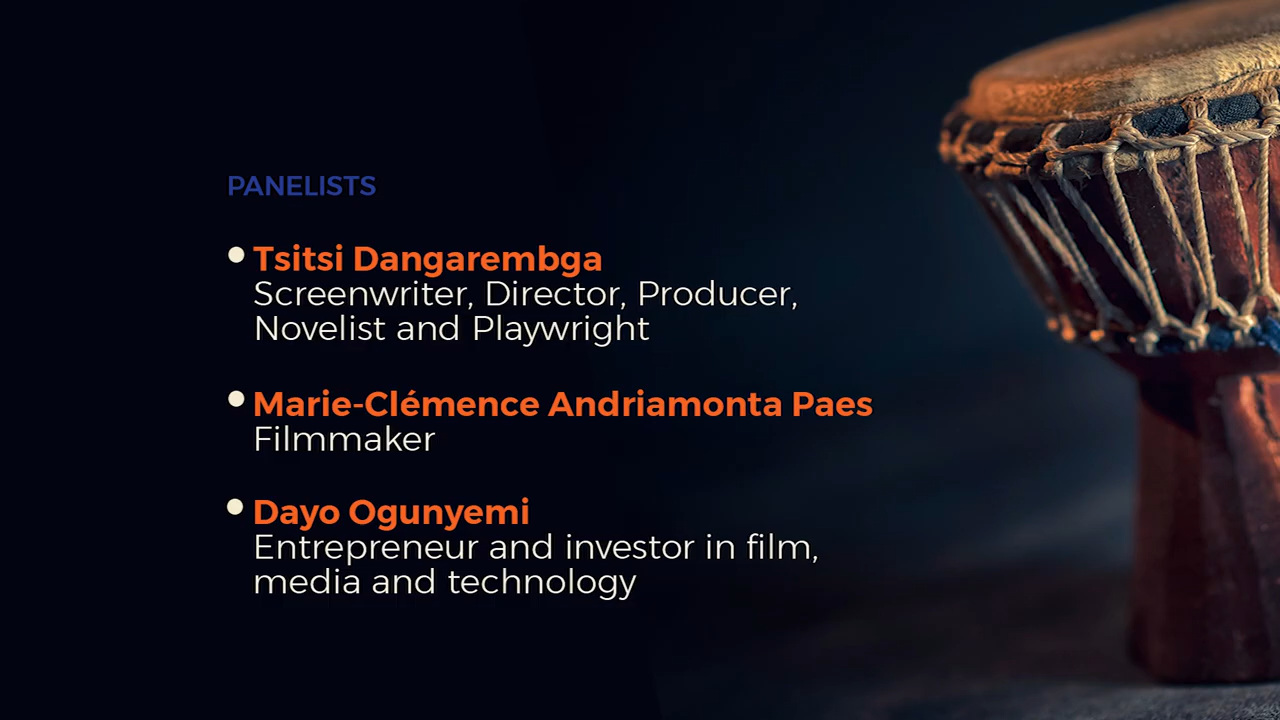 PANELISTS
Tsitsi Dangarembga
Screenwriter, Director, Producer,
Novelist and Playwright
Marie-Clémence Andriamonta Paes
Filmmaker
Dayo Ogunyemi
Entrepreneur and investor in film,
media and technology